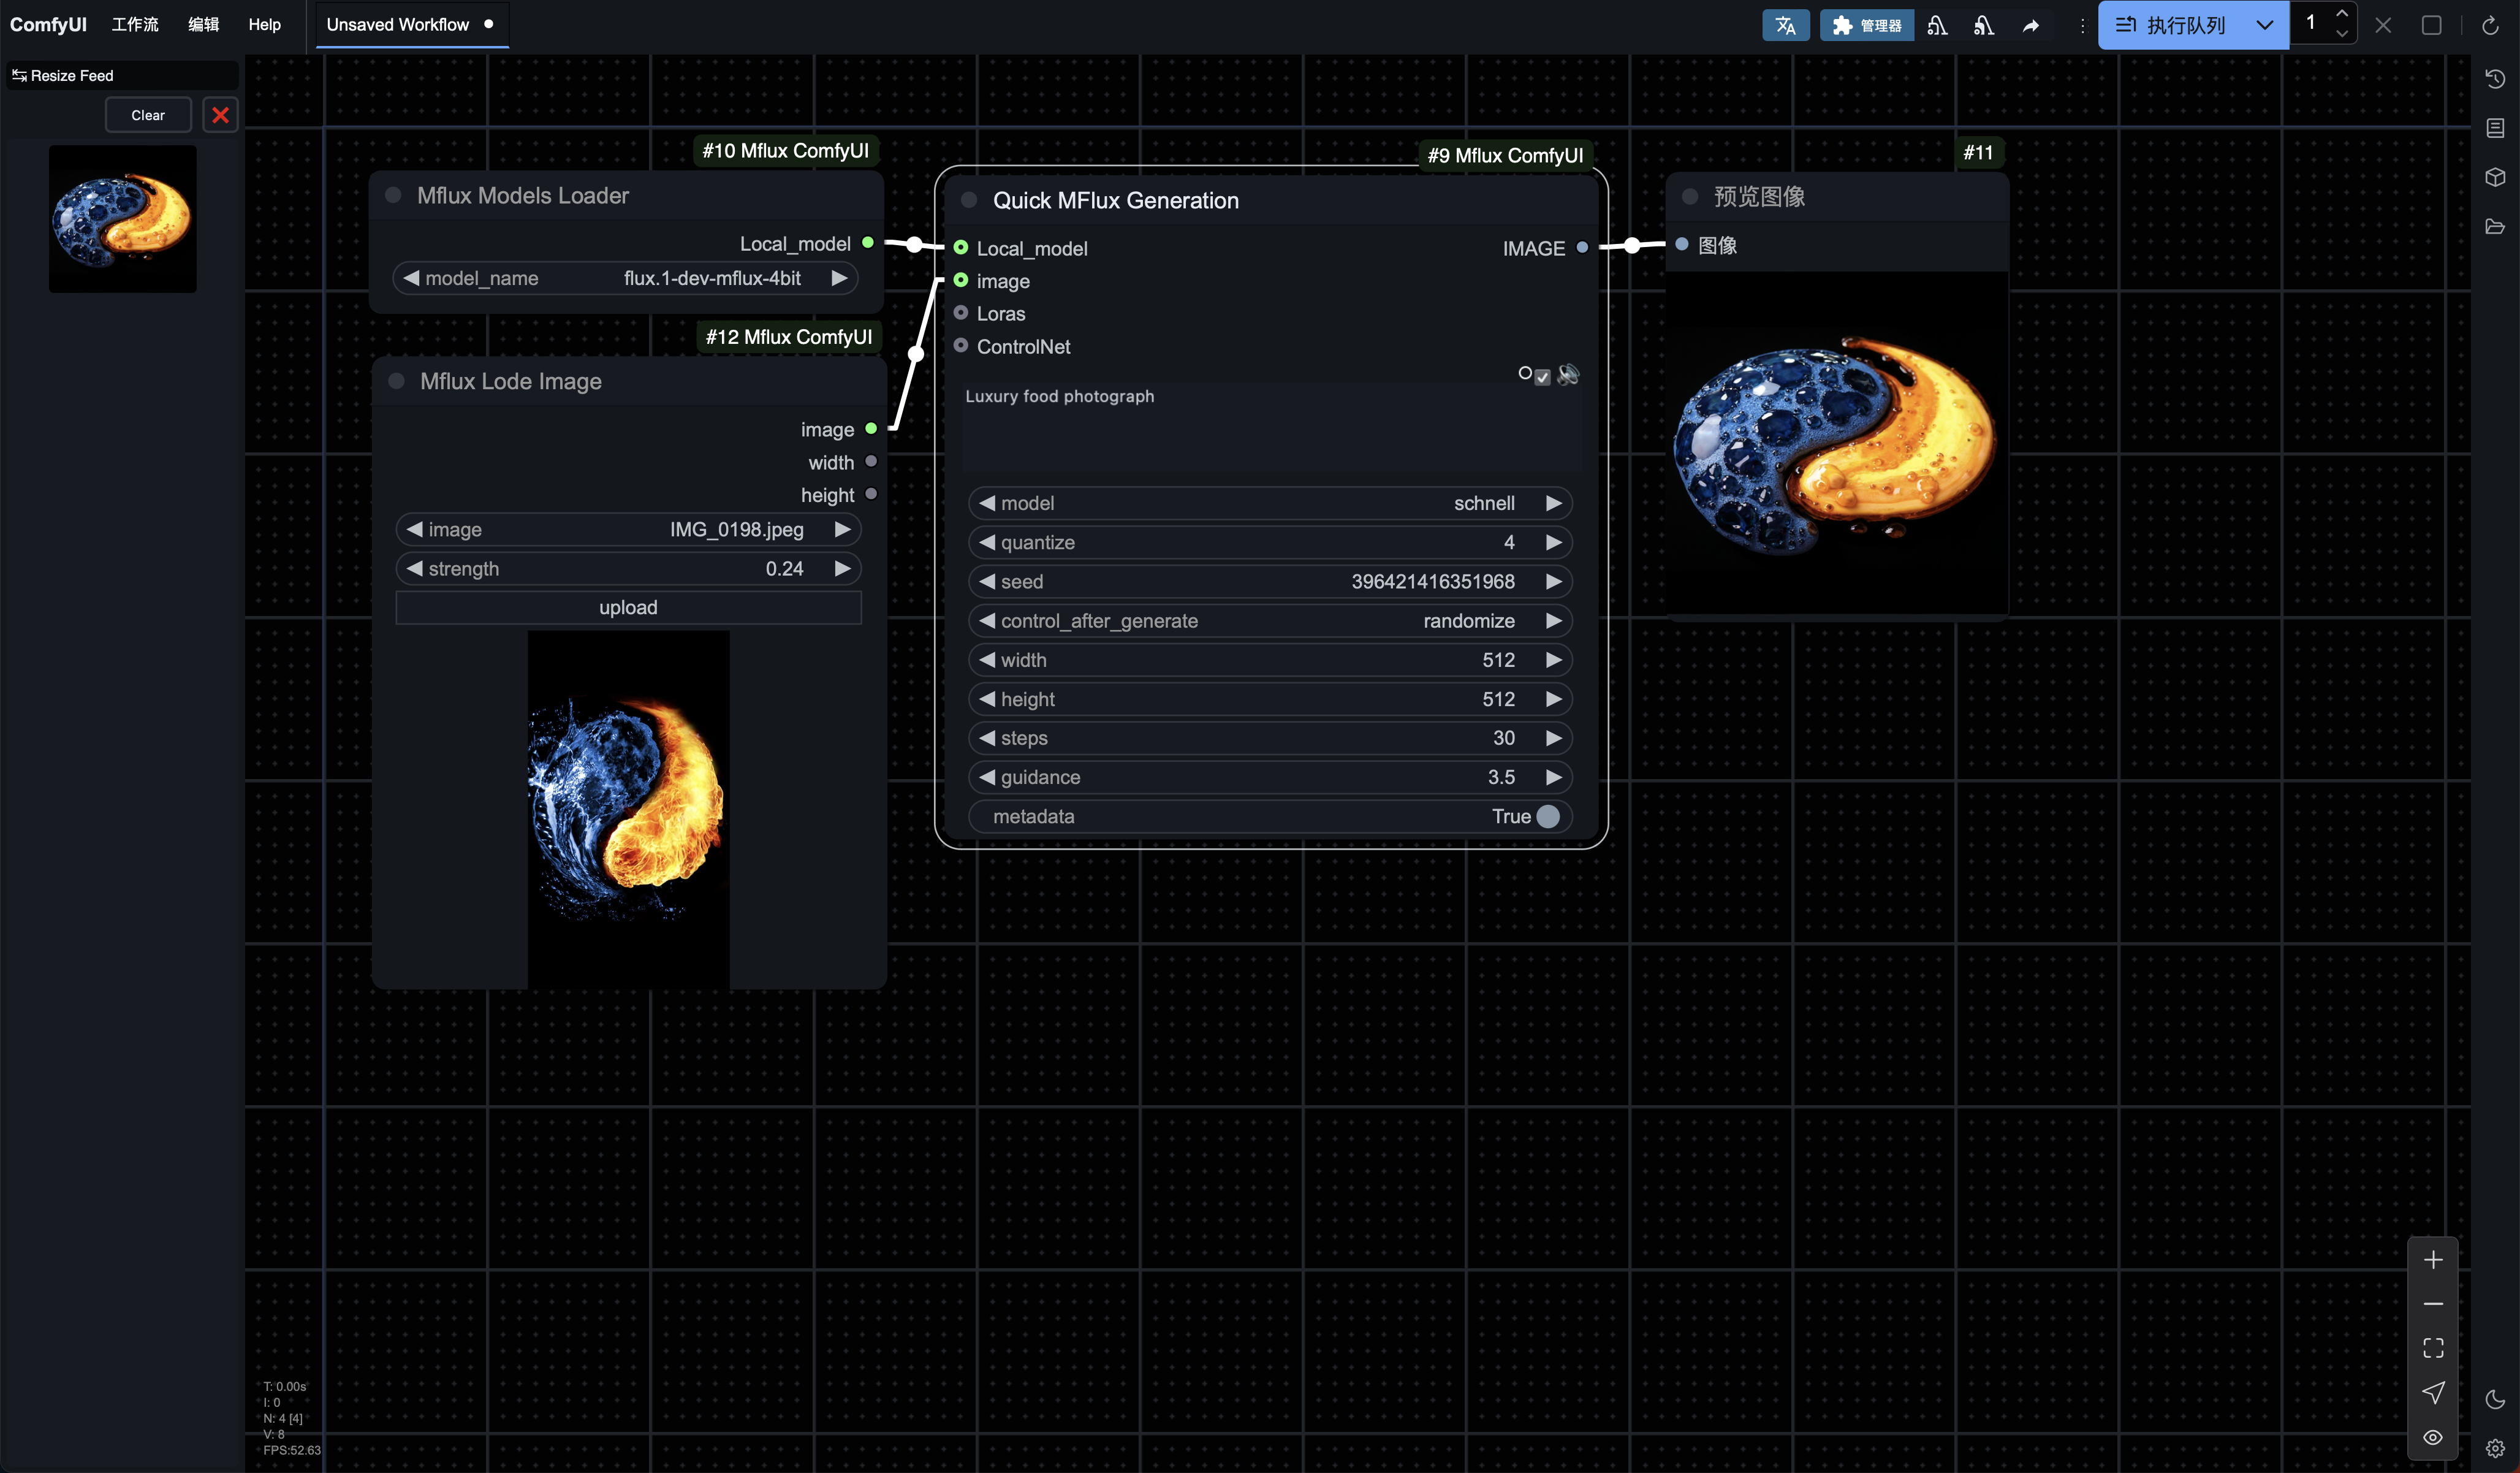 ComfyUI 工作流 编辑 Help Unsaved Workflow
管理器 执行队列 1
Resize Feed
Clear
#10 Mflux ComfyUI
Mflux Models Loader
Local_model
model_name flux.1-dev-mflux-4bit
#12 Mflux ComfyUI
Mflux Lode Image
image
width
height
image IMG_0198.jpeg
strength 0.24
upload
#9 Mflux ComfyUI
Quick MFlux Generation
Local_model IMAGE
image
Loras
ControlNet
Luxury food photograph
model schnell
quantize 4
seed 396421416351968
control_after_generate randomize
width 512
height 512
steps 30
guidance 3.5
metadata True
#11
预览图像
图像
T: 0.00s
I: 0
N: 4 [4]
V: 8
FPS:52.63